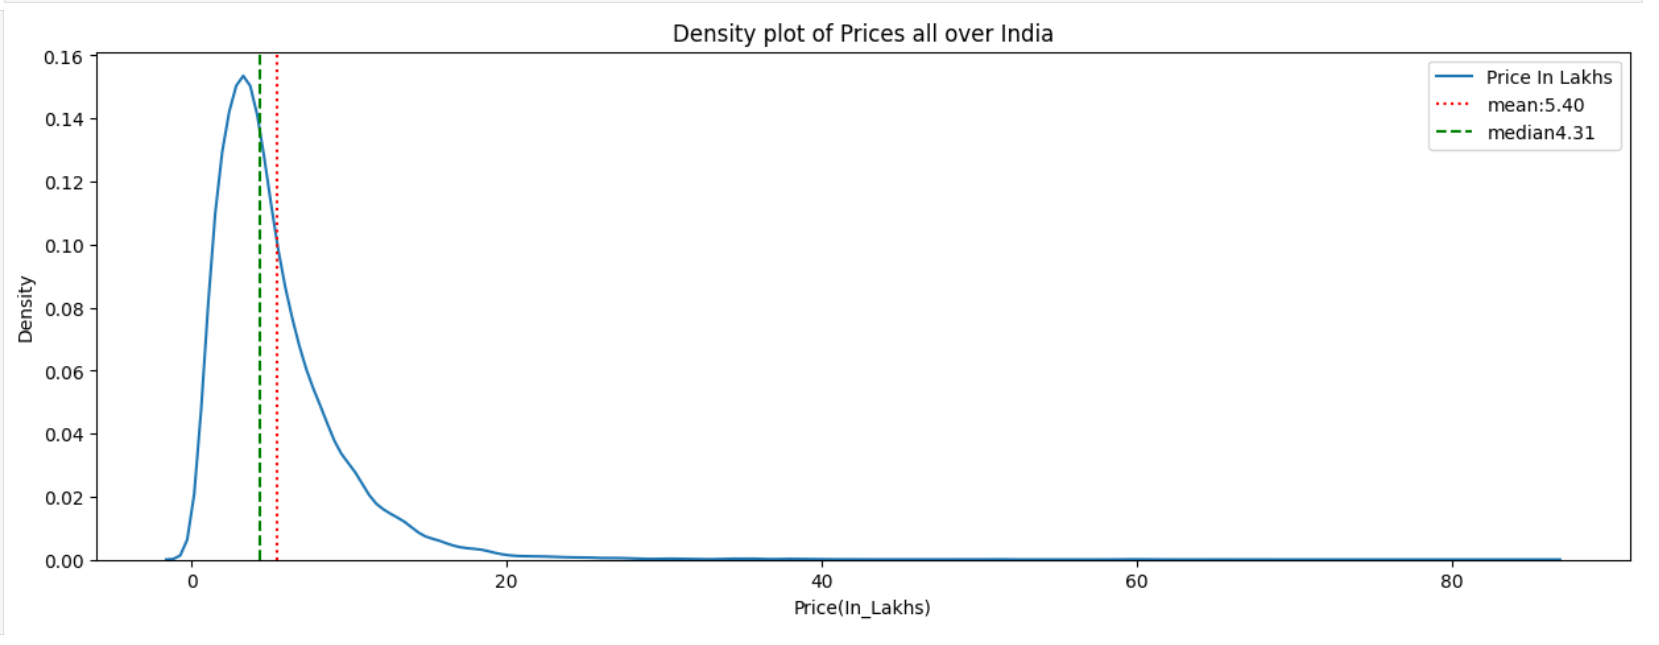 Density plot of Prices all over India
Price In Lakhs
mean:5.40
median4.31
0.16
0.14
0.12
0.10
0.08
0.06
0.04
0.02
0.00
Density
0 20 40 60 80
Price(In_Lakhs)